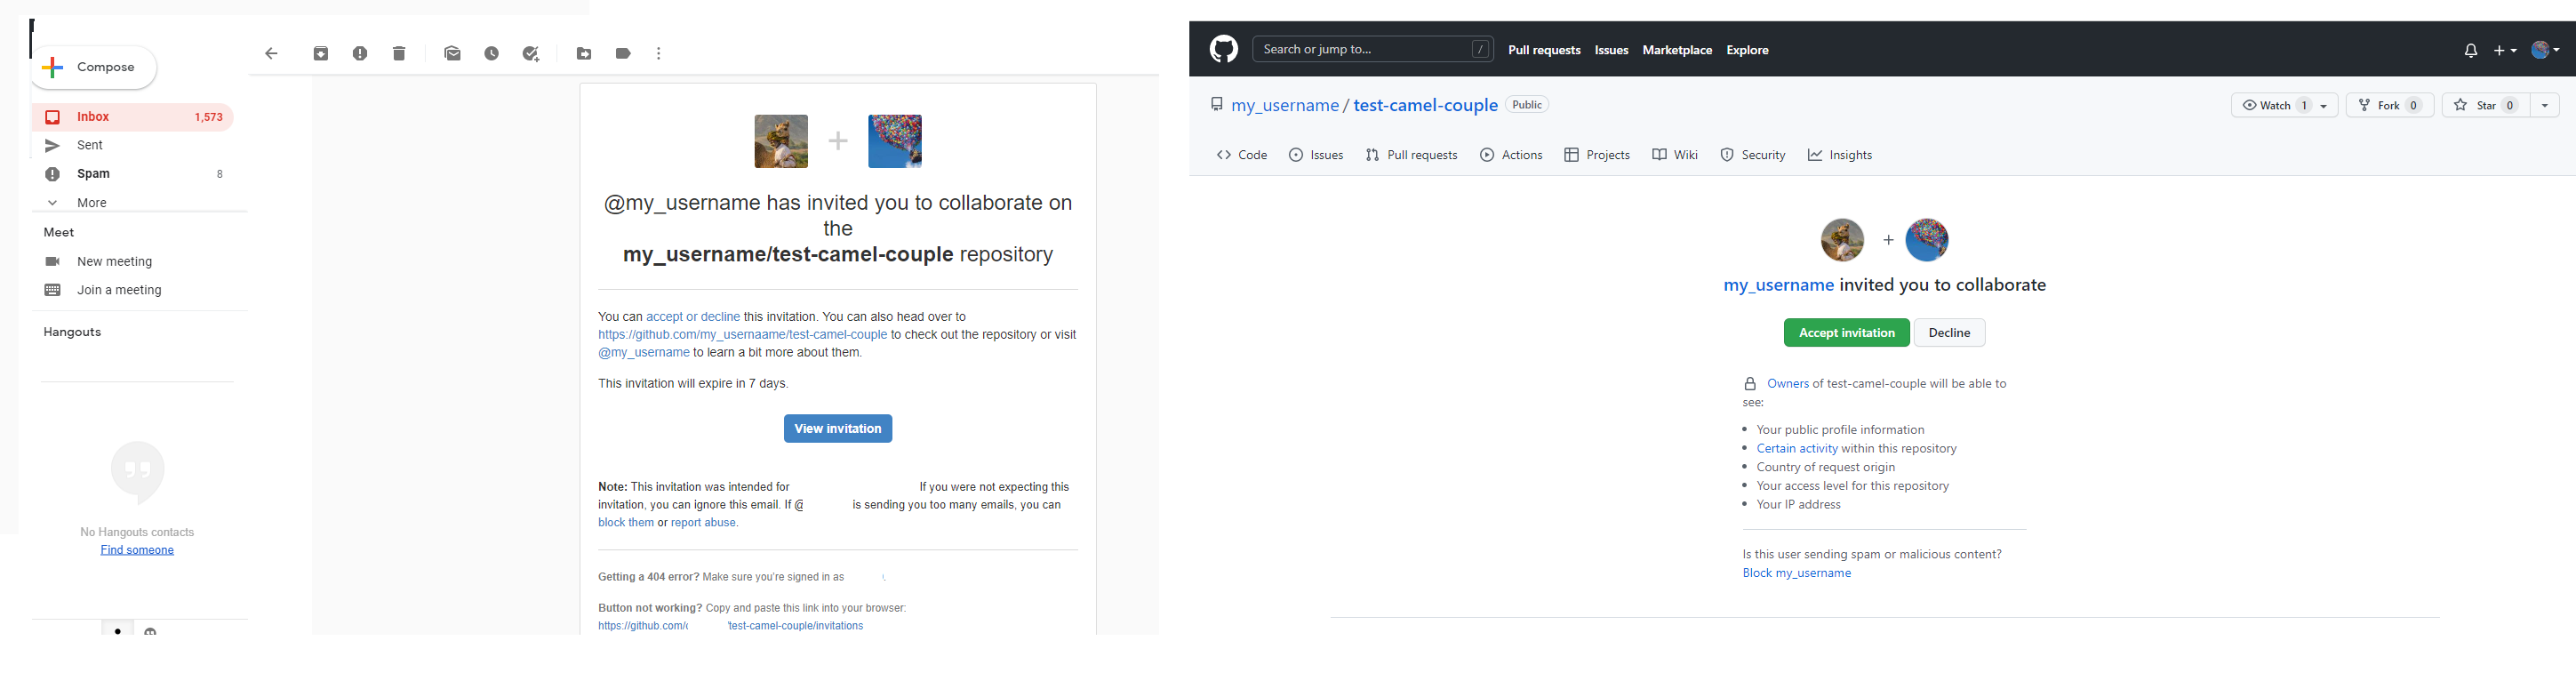 Compose
Inbox 1,573
Sent
Spam 8
More
Meet
New meeting
Join a meeting
Hangouts
No Hangouts contacts
Find someone
@my_username has invited you to collaborate on
the
my_username/test-camel-couple repository
You can accept or decline this invitation. You can also head over to
https://github.com/my_usernaame/test-camel-couple to check out the repository or visit
@my_username to learn a bit more about them.
This invitation will expire in 7 days.
View invitation
Note: This invitation was intended for If you were not expecting this
invitation, you can ignore this email. If @ is sending you too many emails, you can
block them or report abuse.
Getting a 404 error? Make sure you're signed in as .
Button not working? Copy and paste this link into your browser:
https://github.com/ /test-camel-couple/invitations
Search or jump to... / Pull requests Issues Marketplace Explore
my_username / test-camel-couple Public Watch 1 Fork 0 Star 0
Code Issues Pull requests Actions Projects Wiki Security Insights
my_username invited you to collaborate
Accept invitation Decline
Owners of test-camel-couple will be able to
see:
• Your public profile information
• Certain activity within this repository
• Country of request origin
• Your access level for this repository
• Your IP address
Is this user sending spam or malicious content?
Block my_username